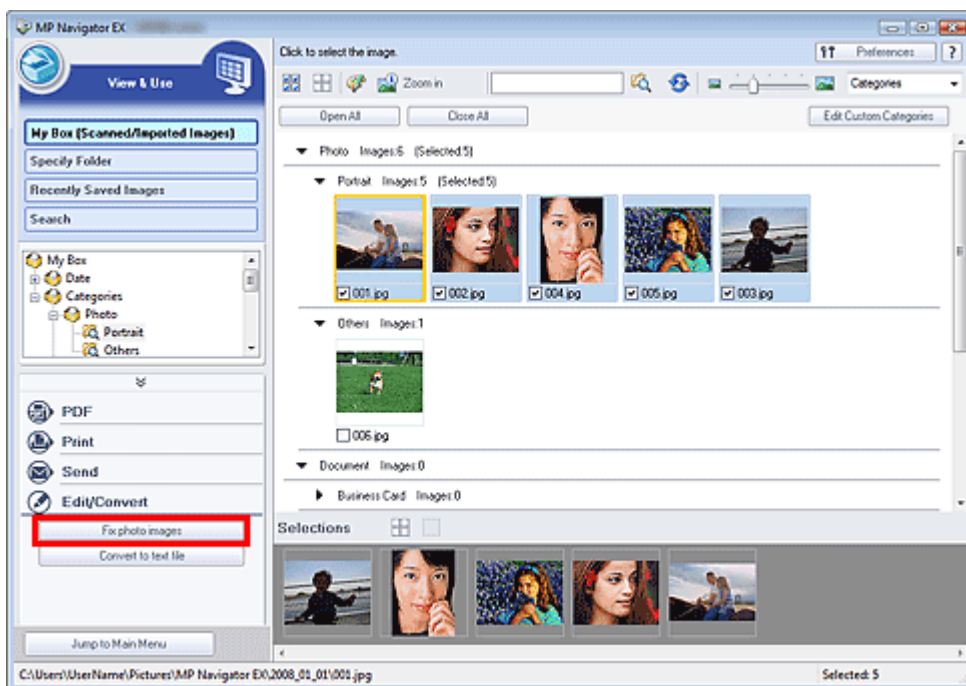 MP Navigator EX
View & Use
My Box (Scanned/Imported Images)
Specify Folder
Recently Saved Images
Search
My Box
Date
Categories
Photo
Portrait
Others
PDF
Print
Send
Edit/Convert
Fix photo images
Convert to text file
Jump to Main Menu
Click to select the image.
Preferences
?
Zoom in
Categories
Open All
Close All
Edit Custom Categories
Photo Images:6 (Selected:5)
Portrait Images:5 (Selected:5)
001.jpg
002.jpg
004.jpg
005.jpg
003.jpg
Others Images:1
006.jpg
Document Images:0
Business Card Images:0
Selections
C:\Users\UserName\Pictures\MP Navigator EX\2008_01_01\001.jpg
Selected: 5